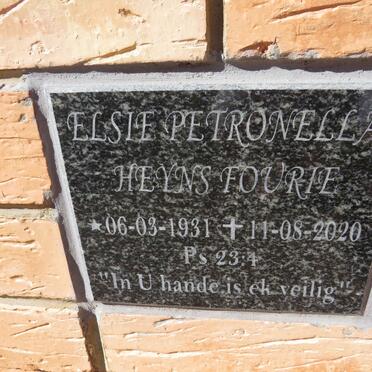 ELSIE PETRONELLA
HEYNS FOURIE
★06-03-1931 ✝11-08-2020
Ps 23:4
"In U hande is ek veilig"